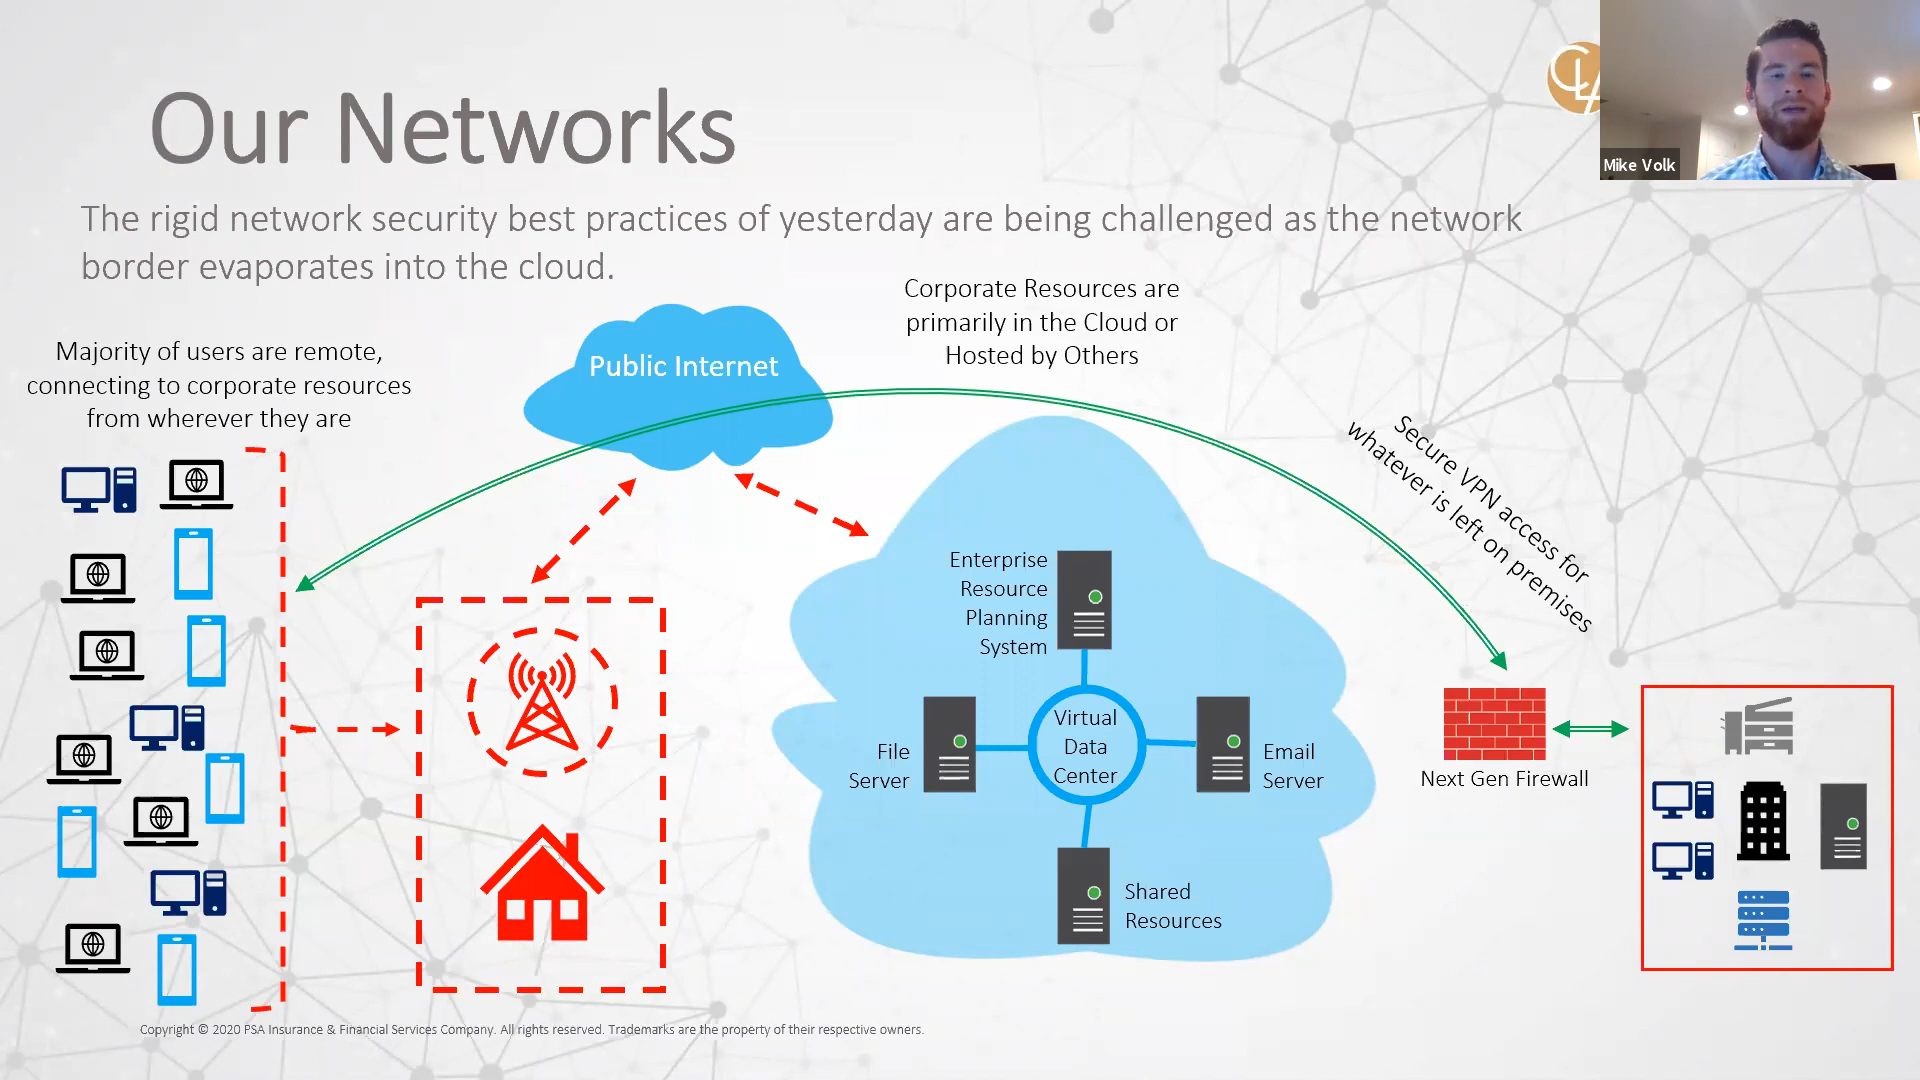 Our Networks
CLA
Mike Volk
The rigid network security best practices of yesterday are being challenged as the network
border evaporates into the cloud.
Corporate Resources are
primarily in the Cloud or
Hosted by Others
Majority of users are remote,
connecting to corporate resources
from wherever they are
Public Internet
Secure VPN access for
whatever is left on premises
Enterprise
Resource
Planning
System
Virtual
Data
Center
File
Server
Email
Server
Shared
Resources
Next Gen Firewall
Copyright © 2020 PSA Insurance & Financial Services Company. All rights reserved. Trademarks are the property of their respective owners.